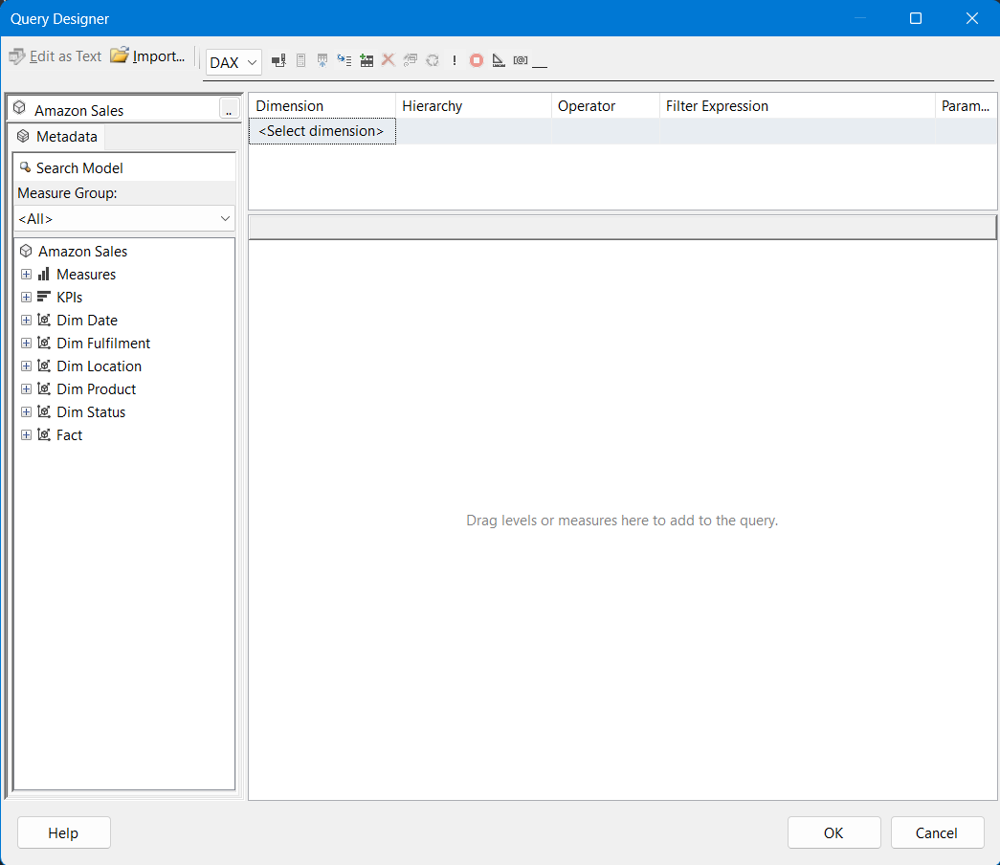 Query Designer
Edit as Text Import... DAX
Amazon Sales ..
Metadata
Search Model
Measure Group:
<All>
Amazon Sales
Measures
KPIs
Dim Date
Dim Fulfilment
Dim Location
Dim Product
Dim Status
Fact
Dimension Hierarchy Operator Filter Expression Param...
<Select dimension>
Drag levels or measures here to add to the query.
Help OK Cancel